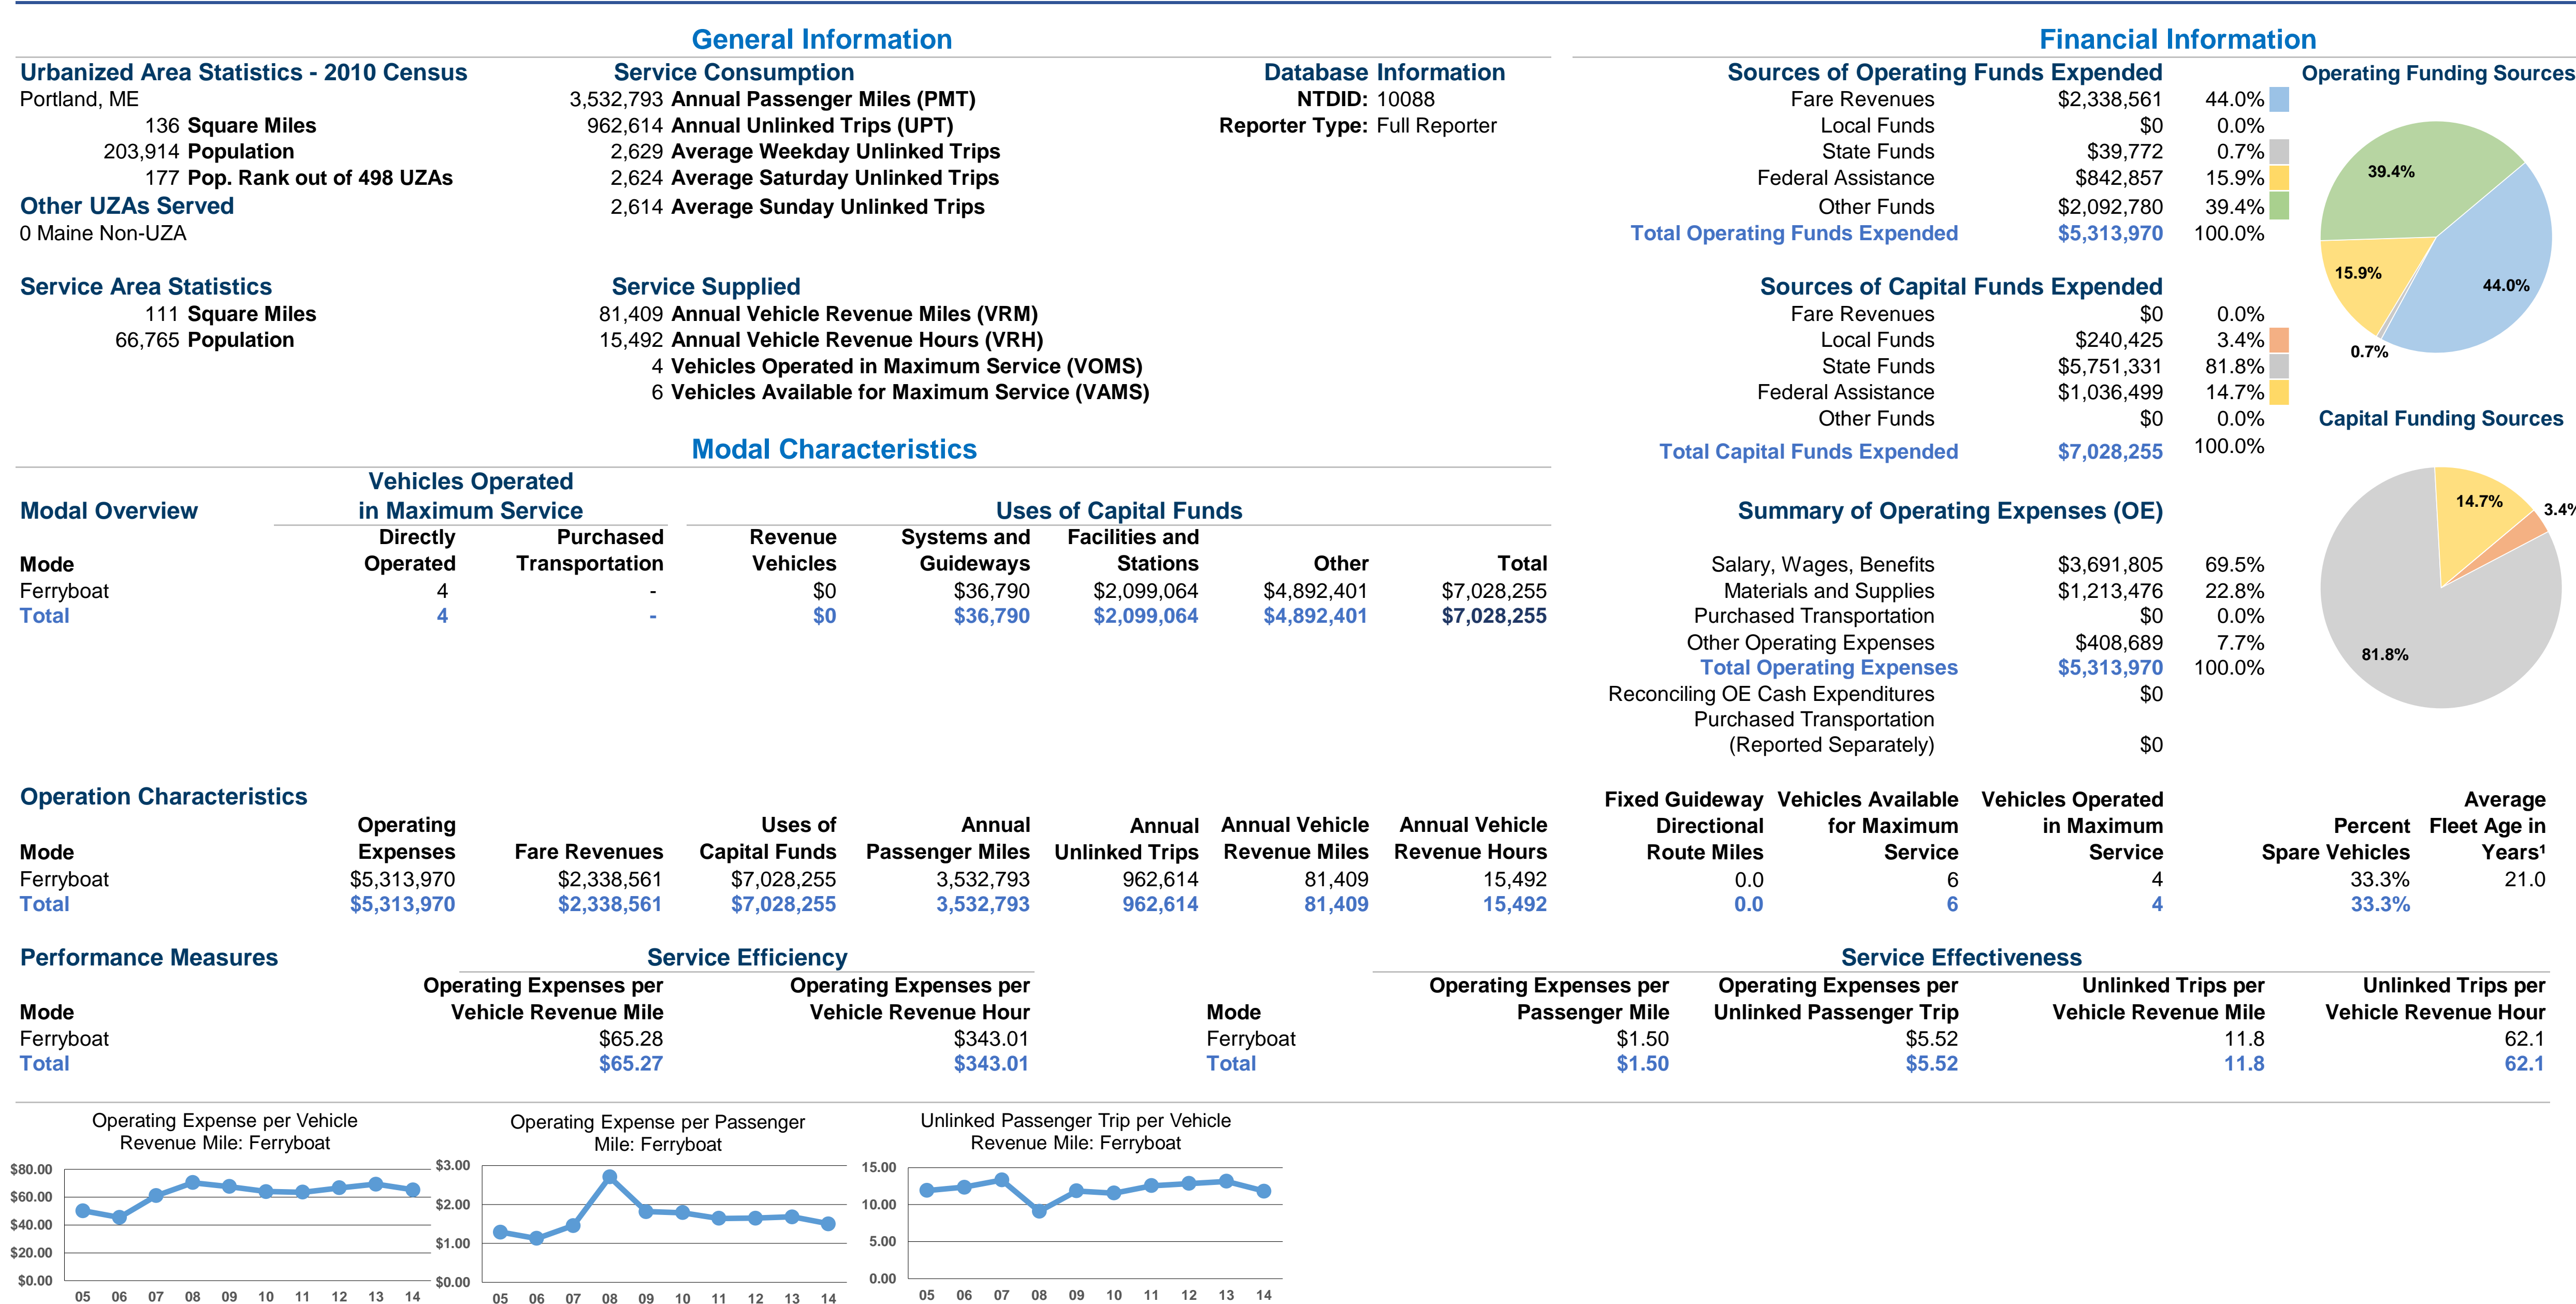 General Information
Urbanized Area Statistics - 2010 Census
Portland, ME
136 Square Miles
203,914 Population
177 Pop. Rank out of 498 UZAs
Other UZAs Served
0 Maine Non-UZA
Service Area Statistics
111 Square Miles
66,765 Population
Service Consumption
3,532,793 Annual Passenger Miles (PMT)
962,614 Annual Unlinked Trips (UPT)
2,629 Average Weekday Unlinked Trips
2,624 Average Saturday Unlinked Trips
2,614 Average Sunday Unlinked Trips
Service Supplied
81,409 Annual Vehicle Revenue Miles (VRM)
15,492 Annual Vehicle Revenue Hours (VRH)
4 Vehicles Operated in Maximum Service (VOMS)
6 Vehicles Available for Maximum Service (VAMS)
Database Information
NTDID: 10088
Reporter Type: Full Reporter
Financial Information
Sources of Operating Funds Expended
Fare Revenues $2,338,561 44.0%
Local Funds $0 0.0%
State Funds $39,772 0.7%
Federal Assistance $842,857 15.9%
Other Funds $2,092,780 39.4%
Total Operating Funds Expended $5,313,970 100.0%
Sources of Capital Funds Expended
Fare Revenues $0 0.0%
Local Funds $240,425 3.4%
State Funds $5,751,331 81.8%
Federal Assistance $1,036,499 14.7%
Other Funds $0 0.0%
Total Capital Funds Expended $7,028,255 100.0%
Operating Funding Sources
39.4%
15.9%
44.0%
0.7%
Capital Funding Sources
14.7%
3.4%
81.8%
Summary of Operating Expenses (OE)
Salary, Wages, Benefits $3,691,805 69.5%
Materials and Supplies $1,213,476 22.8%
Purchased Transportation $0 0.0%
Other Operating Expenses $408,689 7.7%
Total Operating Expenses $5,313,970 100.0%
Reconciling OE Cash Expenditures $0
Purchased Transportation
(Reported Separately) $0
Modal Characteristics
Modal Overview
Vehicles Operated
in Maximum Service
Uses of Capital Funds
Directly Purchased Revenue Systems and Facilities and
Mode Operated Transportation Vehicles Guideways Stations Other Total
Ferryboat 4 - $0 $36,790 $2,099,064 $4,892,401 $7,028,255
Total 4 - $0 $36,790 $2,099,064 $4,892,401 $7,028,255
Operation Characteristics
Fixed Guideway Vehicles Available Vehicles Operated Average
Operating Uses of Annual Annual Annual Vehicle Annual Vehicle Directional for Maximum in Maximum Percent Fleet Age in
Mode Expenses Fare Revenues Capital Funds Passenger Miles Unlinked Trips Revenue Miles Revenue Hours Route Miles Service Service Spare Vehicles Years¹
Ferryboat $5,313,970 $2,338,561 $7,028,255 3,532,793 962,614 81,409 15,492 0.0 6 4 33.3% 21.0
Total $5,313,970 $2,338,561 $7,028,255 3,532,793 962,614 81,409 15,492 0.0 6 4 33.3%
Performance Measures
Service Efficiency
Operating Expenses per Operating Expenses per
Mode Vehicle Revenue Mile Vehicle Revenue Hour
Ferryboat $65.28 $343.01
Total $65.27 $343.01
Service Effectiveness
Operating Expenses per Operating Expenses per Unlinked Trips per Unlinked Trips per
Mode Passenger Mile Unlinked Passenger Trip Vehicle Revenue Mile Vehicle Revenue Hour
Ferryboat $1.50 $5.52 11.8 62.1
Total $1.50 $5.52 11.8 62.1
Operating Expense per Vehicle
Revenue Mile: Ferryboat
$80.00
$60.00
$40.00
$20.00
$0.00
05 06 07 08 09 10 11 12 13 14
Operating Expense per Passenger
Mile: Ferryboat
$3.00
$2.00
$1.00
$0.00
05 06 07 08 09 10 11 12 13 14
Unlinked Passenger Trip per Vehicle
Revenue Mile: Ferryboat
15.00
10.00
5.00
0.00
05 06 07 08 09 10 11 12 13 14